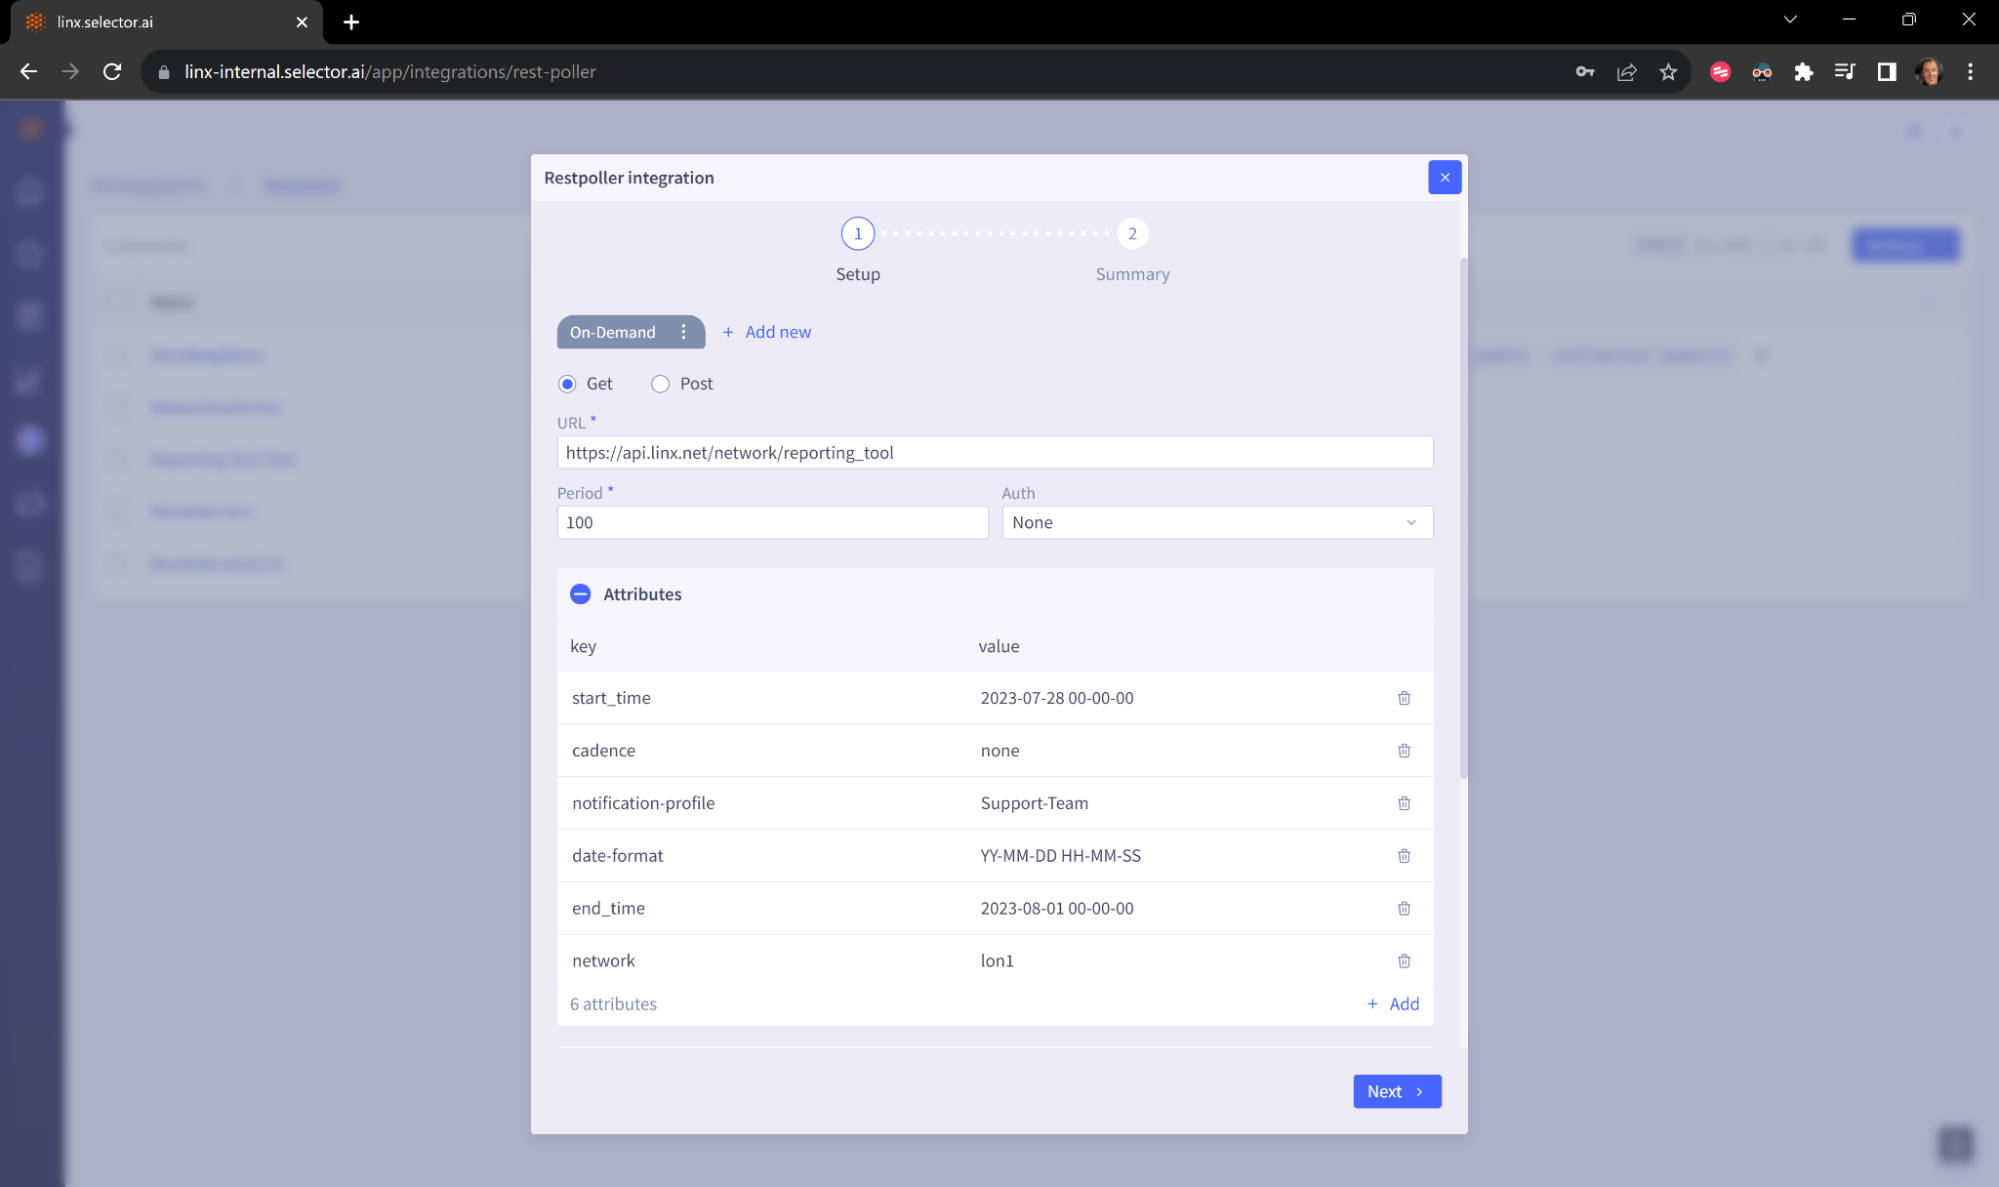 linx.selector.ai
linx-internal.selector.ai/app/integrations/rest-poller
Restpoller integration
1
2
Setup
Summary
On-Demand
+ Add new
Get
Post
URL *
https://api.linx.net/network/reporting_tool
Period *
Auth
100
None
Attributes
key
value
start_time
2023-07-28 00-00-00
cadence
none
notification-profile
Support-Team
date-format
YY-MM-DD HH-MM-SS
end_time
2023-08-01 00-00-00
network
lon1
6 attributes
+ Add
Next